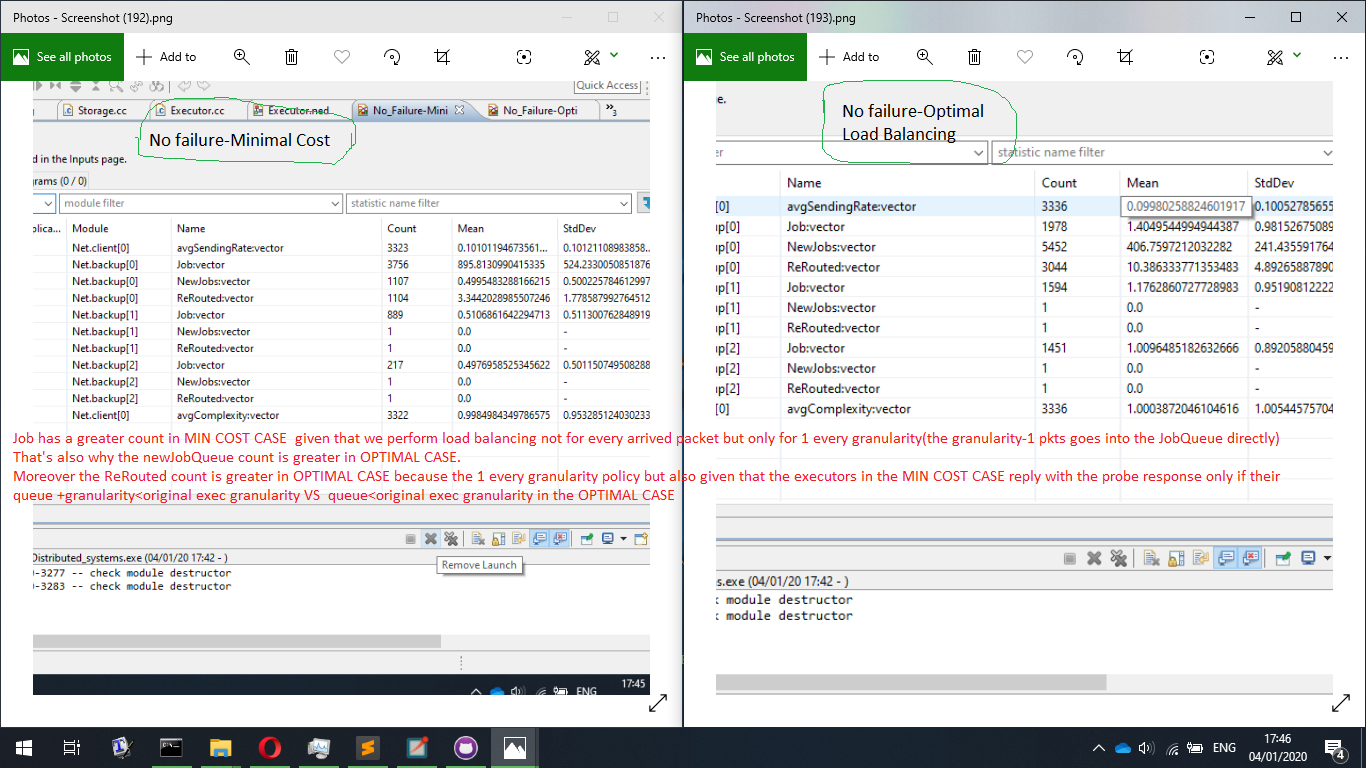 Photos - Screenshot (192).png
See all photos
Add to
Quick Access
Storage.cc
Executor.cc
Executor.ned
No_Failure-Mini
No_Failure-Opti
»3
No failure-Minimal Cost
d in the Inputs page.
grams (0 / 0)
module filter
statistic name filter
plica... Module Name Count Mean StdDev
Net.client[0] avgSendingRate:vector 3323 0.10101194673561... 0.10121108983858...
Net.backup[0] Job:vector 3756 895.8130990415335 524.2330050851876
Net.backup[0] NewJobs:vector 1107 0.4995483288166215 0.500225784612997
Net.backup[0] ReRouted:vector 1104 3.3442028985507246 1.778587992764512
Net.backup[1] Job:vector 889 0.5106861642294713 0.511300762848919
Net.backup[1] NewJobs:vector 1 0.0 -
Net.backup[1] ReRouted:vector 1 0.0 -
Net.backup[2] Job:vector 217 0.4976958525345622 0.501150749508288
Net.backup[2] NewJobs:vector 1 0.0 -
Net.backup[2] ReRouted:vector 1 0.0 -
Net.client[0] avgComplexity:vector 3322 0.9984984349786575 0.953285124030233
Photos - Screenshot (193).png
See all photos
Add to
e.
No failure-Optimal
Load Balancing
er
statistic name filter
Name Count Mean StdDev
[0] avgSendingRate:vector 3336 0.09980258824601917 0.10052785655
up[0] Job:vector 1978 1.4049544994944387 0.98152675089
up[0] NewJobs:vector 5452 406.7597212032282 241.435591764
up[0] ReRouted:vector 3044 10.386333771353483 4.89265887890
up[1] Job:vector 1594 1.1762860727728983 0.95190812222
up[1] NewJobs:vector 1 0.0 -
up[1] ReRouted:vector 1 0.0 -
up[2] Job:vector 1451 1.0096485182632666 0.89205880459
up[2] NewJobs:vector 1 0.0 -
up[2] ReRouted:vector 1 0.0 -
[0] avgComplexity:vector 3336 1.0003872046104616 1.00544575704
Job has a greater count in MIN COST CASE given that we perform load balancing not for every arrived packet but only for 1 every granularity(the granularity-1 pkts goes into the JobQueue directly)
That's also why the newJobQueue count is greater in OPTIMAL CASE.
Moreover the ReRouted count is greater in OPTIMAL CASE because the 1 every granularity policy but also given that the executors in the MIN COST CASE reply with the probe response only if their
queue +granularity<original exec granularity VS queue<original exec granularity in the OPTIMAL CASE
Distributed_systems.exe (04/01/20 17:42 - )
Remove Launch
0-3277 -- check module destructor
0-3283 -- check module destructor
ENG
17:45
ns.exe (04/01/20 17:42 - )
k module destructor
k module destructor
ENG
17:46
04/01/2020
4